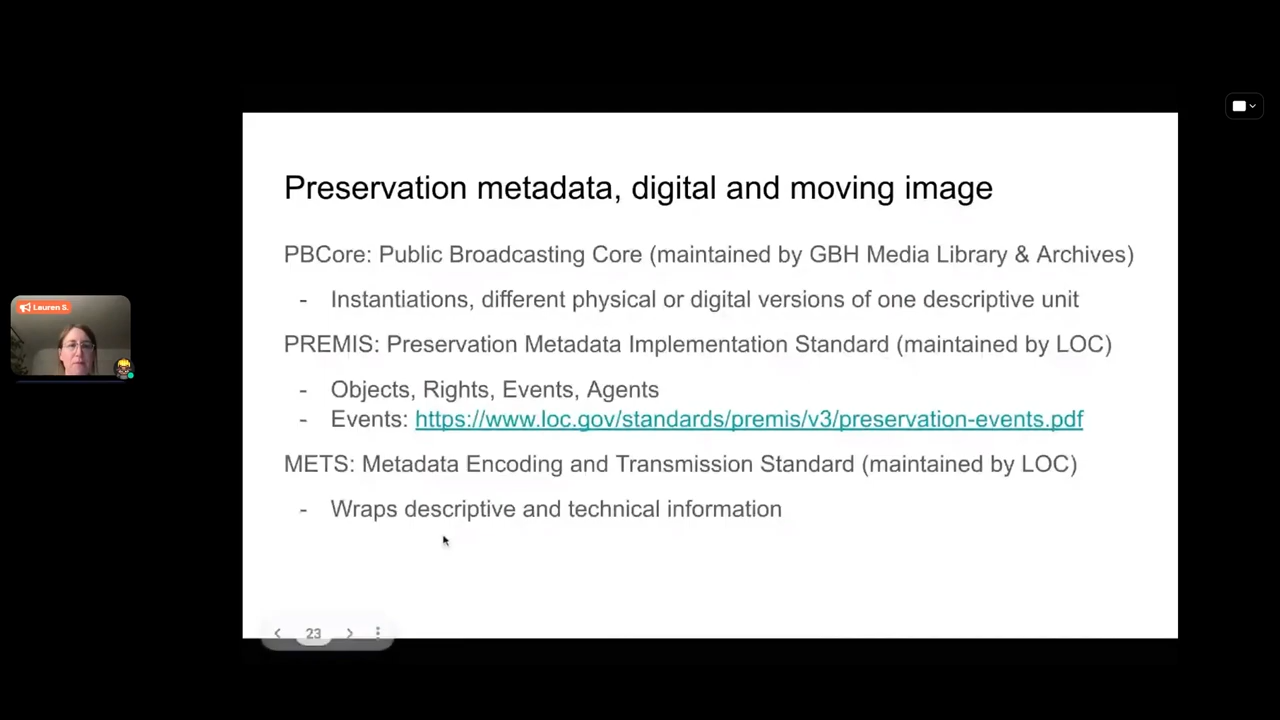 Preservation metadata, digital and moving image
PBCore: Public Broadcasting Core (maintained by GBH Media Library & Archives)
- Instantiations, different physical or digital versions of one descriptive unit
PREMIS: Preservation Metadata Implementation Standard (maintained by LOC)
- Objects, Rights, Events, Agents
- Events: https://www.loc.gov/standards/premis/v3/preservation-events.pdf
METS: Metadata Encoding and Transmission Standard (maintained by LOC)
- Wraps descriptive and technical information
Lauren S.
23